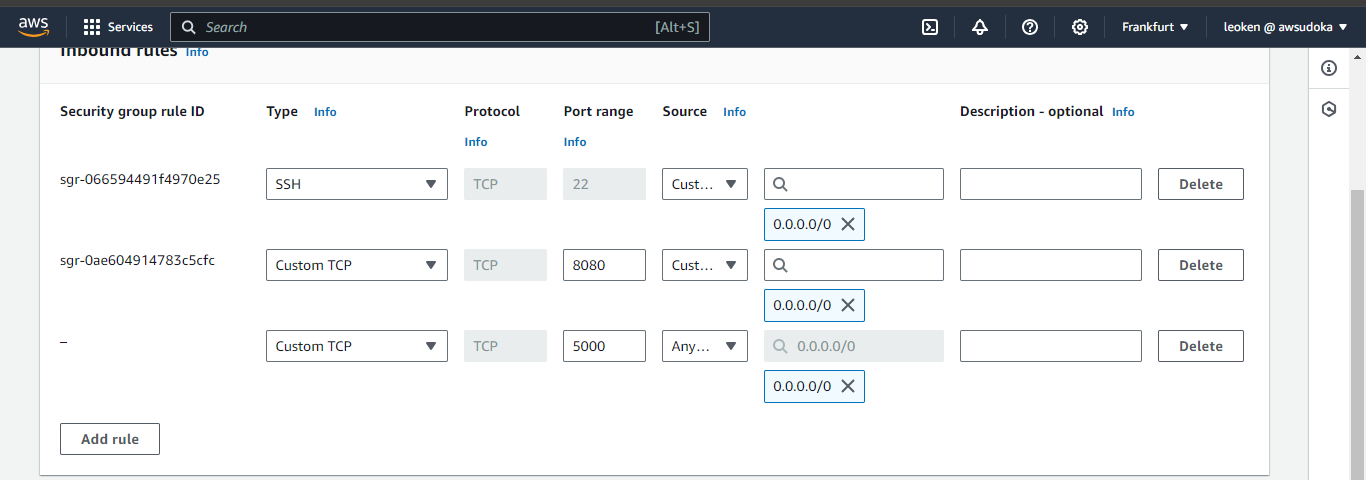 aws
Services
Search
[Alt+S]
Frankfurt
leoken @ awsudoka
Inbound rules Info
Security group rule ID
Type Info
Protocol Info
Port range Info
Source Info
Description - optional Info
sgr-066594491f4970e25
SSH
TCP
22
Cust...
Delete
0.0.0.0/0
sgr-0ae604914783c5cfc
Custom TCP
TCP
8080
Cust...
Delete
0.0.0.0/0
–
Custom TCP
TCP
5000
Any...
0.0.0.0/0
Delete
0.0.0.0/0
Add rule